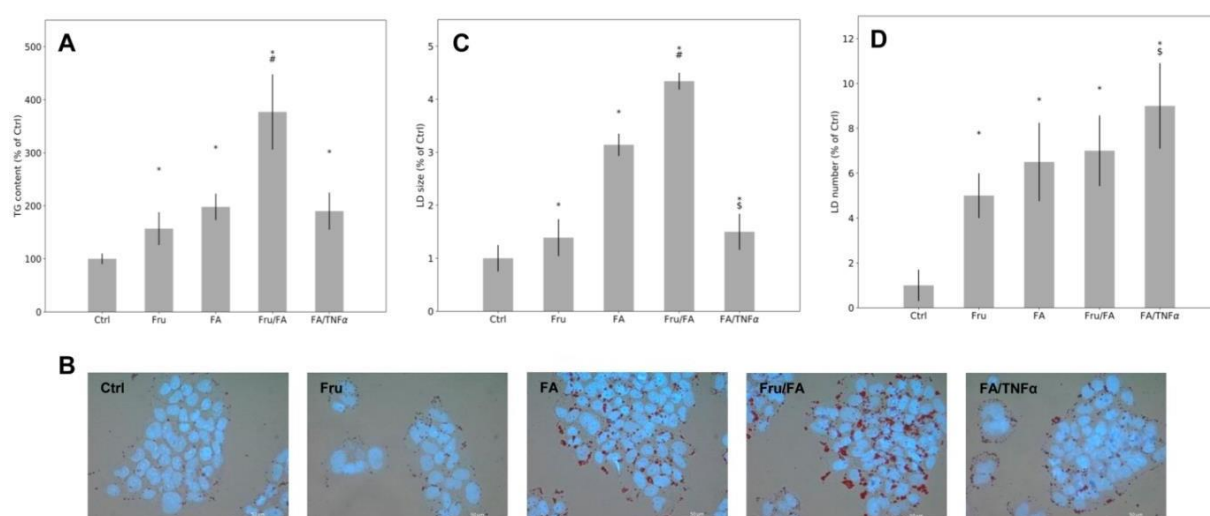 A
TG content (% of Ctrl)
500
400
300
200
100
0
*
*
*
#
*
Ctrl
Fru
FA
Fru/FA
FA/TNFα
C
LD size (% of Ctrl)
5
4
3
2
1
0
*
*
*
#
*
$
Ctrl
Fru
FA
Fru/FA
FA/TNFα
D
LD number (% of Ctrl)
12
10
8
6
4
2
0
*
*
*
*
$
Ctrl
Fru
FA
Fru/FA
FA/TNFα
B
Ctrl
Fru
FA
Fru/FA
FA/TNFα